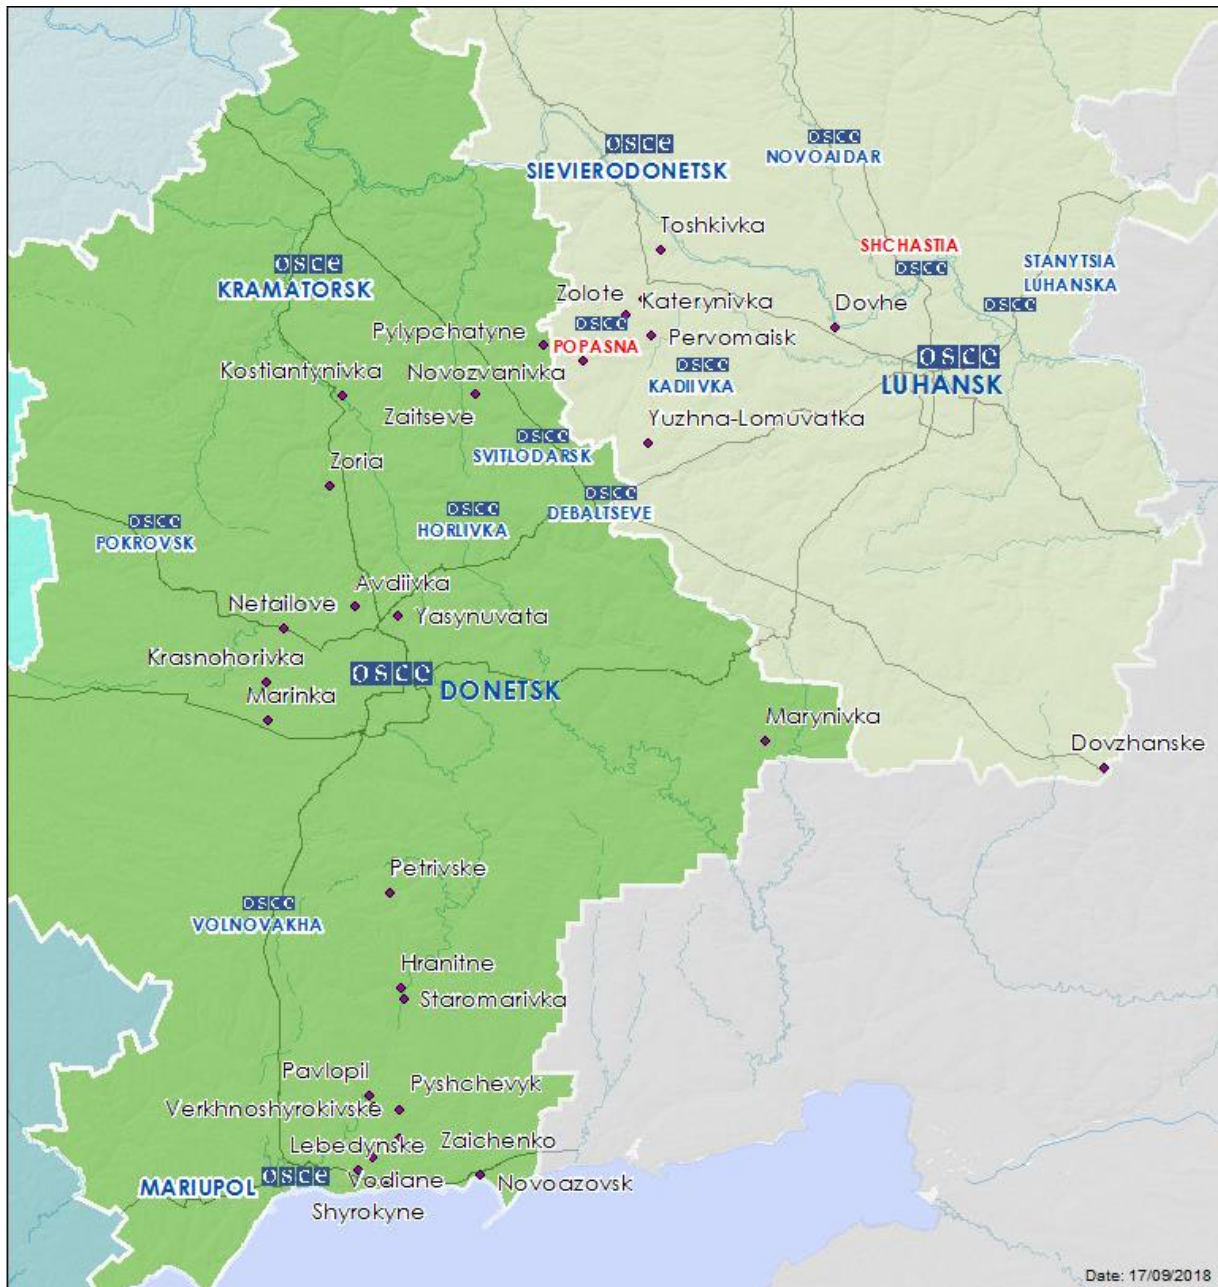 osce
SIEVIERODONETSK
osce
NOVOAIDAR
Toshkivka
SHCHASTIA
osce
STANYTSIA
LUHANSKA
osce
osce
KRAMATORSK
Zolote
Katerynivka
Dovhe
osce
POPASNA
Pervomaisk
Pylypchatyne
osce
LUHANSK
osce
KADIIVKA
Kostiantynivka
Novozvanivka
Zaitseve
Yuzhna-Lomuvatka
osce
SVITLODARSK
Zoria
osce
DEBALTSEVE
osce
HORLIVKA
osce
POKROVSK
Avdiivka
Netailove
Yasynuvata
Krasnohorivka
osce
DONETSK
Marinka
Marynivka
Dovzhanske
Petrivske
osce
VOLNOVAKHA
Hranitne
Staromarivka
Pavlopil
Pyshchevyk
Verkhnoshyrokivske
Lebedynske
Zaichenko
MARIUPOL
osce
Vodiane
Novoazovsk
Shyrokyne
Date: 17/09/2018